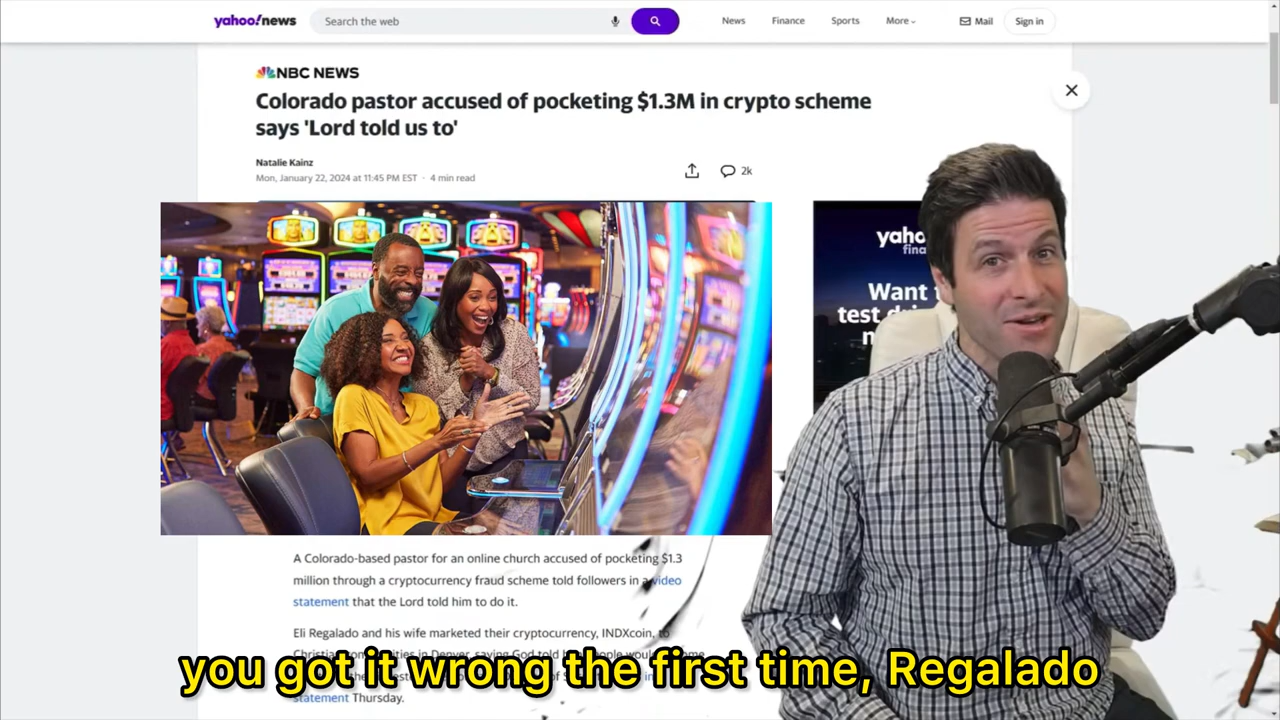 yahoo!news
Search the web
News Finance Sports More
Mail Sign in
NBC NEWS
Colorado pastor accused of pocketing $1.3M in crypto scheme
says 'Lord told us to'
Natalie Kainz
Mon, January 22, 2024 at 11:45 PM EST · 4 min read
2k
yaho
fina
Want
test
A Colorado-based pastor for an online church accused of pocketing $1.3
million through a cryptocurrency fraud scheme told followers in a video
statement that the Lord told him to do it.
Eli Regalado and his wife marketed their cryptocurrency, INDXcoin, to
you got it wrong the first time, Regalado
statement Thursday.